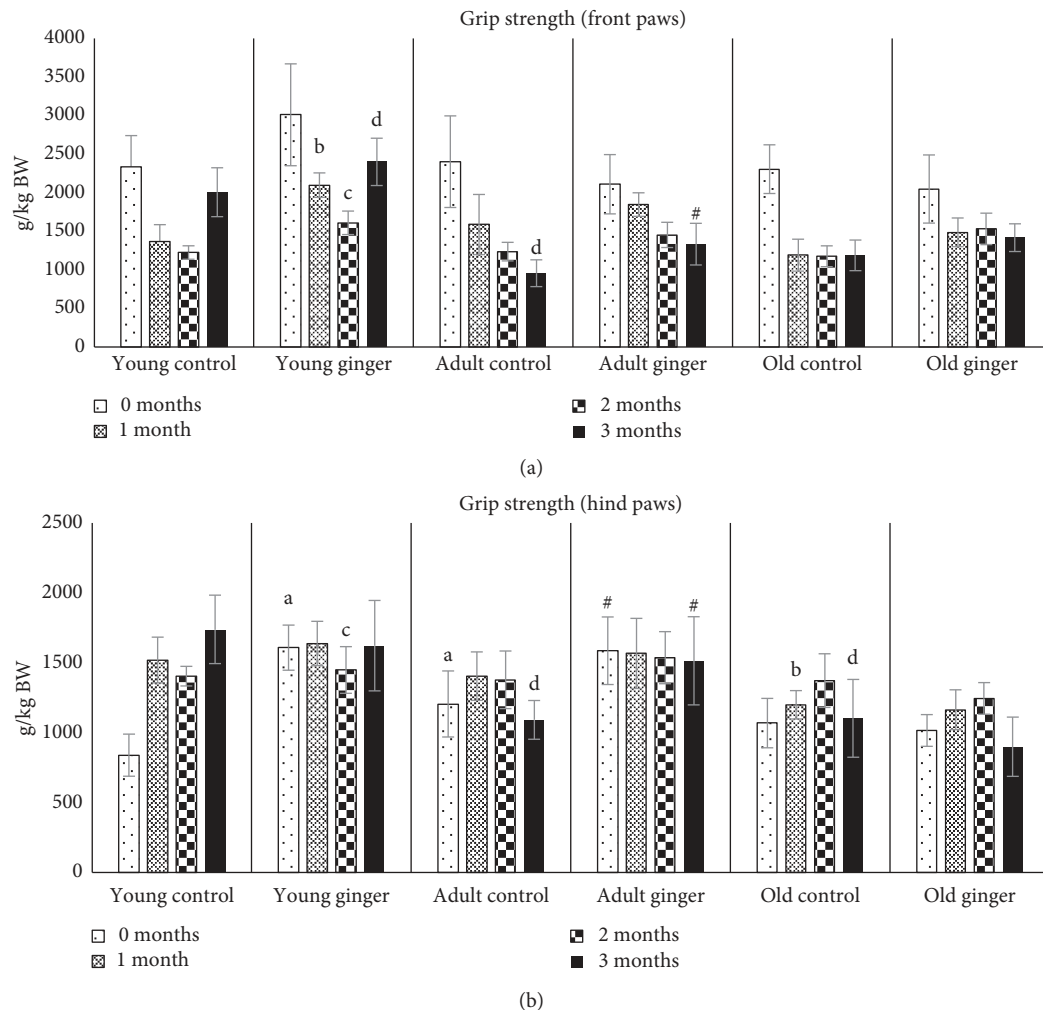 Grip strength (front paws)
g/kg BW
4000
3500
3000
2500
2000
1500
1000
500
0
b
c
d
d
#
Young control
Young ginger
Adult control
Adult ginger
Old control
Old ginger
0 months
1 month
2 months
3 months
(a)
Grip strength (hind paws)
g/kg BW
2500
2000
1500
1000
500
0
a
c
a
d
#
#
b
d
Young control
Young ginger
Adult control
Adult ginger
Old control
Old ginger
0 months
1 month
2 months
3 months
(b)